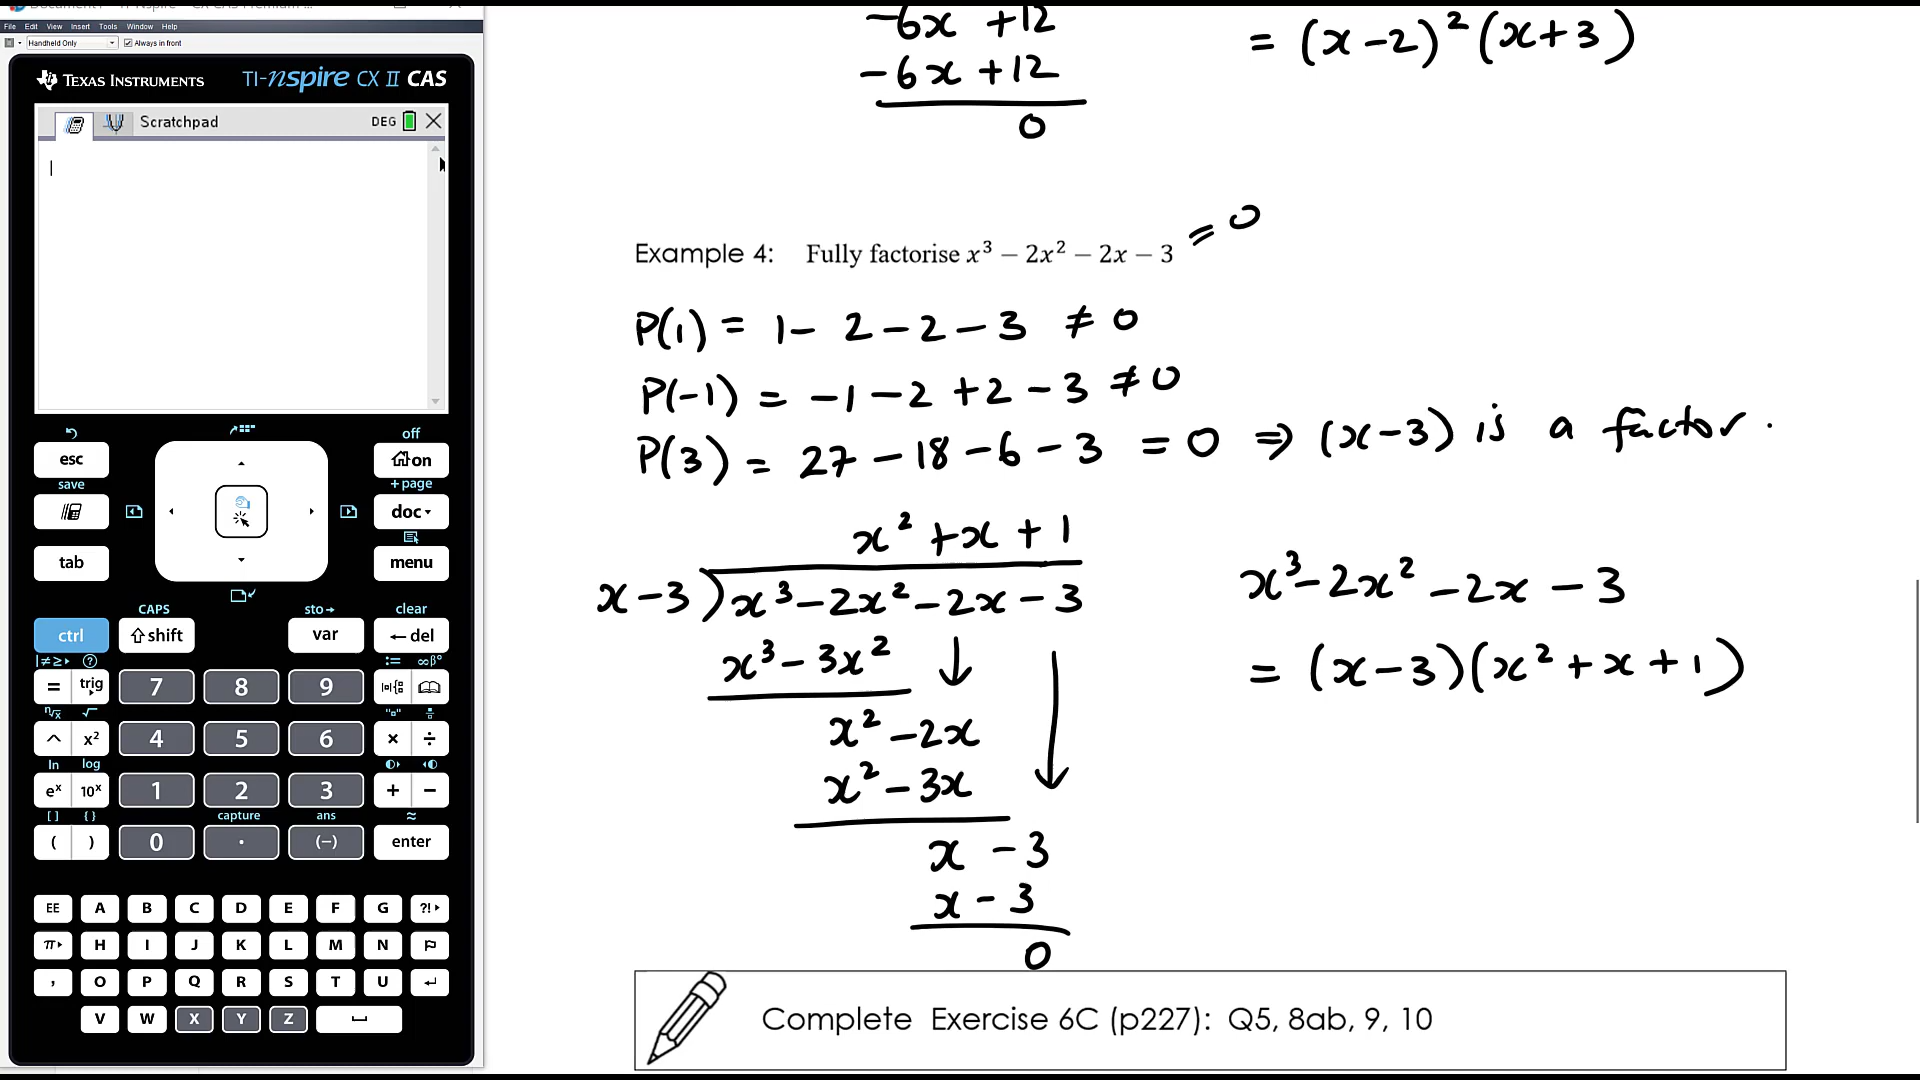 File Edit View Insert Tools Window Help
Handheld Only Always in front
TEXAS INSTRUMENTS TI-nspire CX II CAS
Scratchpad DEG
off
esc on
save + page
doc
tab menu
CAPS sto→ clear
ctrl ⇧shift var ←del
|≠≥▸ ? := ∞β°
= trig 7 8 9
ⁿ√x √ "▫"
^ x² 4 5 6 × ÷
ln log
eˣ 10ˣ 1 2 3 + −
[ ] { } capture ans ≈
( ) 0 . (−) enter
EE A B C D E F G ?!▸
π▸ H I J K L M N
, O P Q R S T U ↵
V W X Y Z
-6x +12
-6x +12
0
= (x-2)² (x+3)
Example 4: Fully factorise x³ − 2x² − 2x − 3 = 0
P(1) = 1 - 2 - 2 - 3 ≠ 0
P(-1) = -1 - 2 + 2 - 3 ≠ 0
P(3) = 27 - 18 - 6 - 3 = 0 ⇒ (x-3) is a factor.
x² + x + 1
x-3 ) x³ - 2x² - 2x - 3
x³ - 3x²
x² - 2x
x² - 3x
x - 3
x - 3
0
x³ - 2x² - 2x - 3
= (x-3)(x² + x + 1)
Complete Exercise 6C (p227): Q5, 8ab, 9, 10